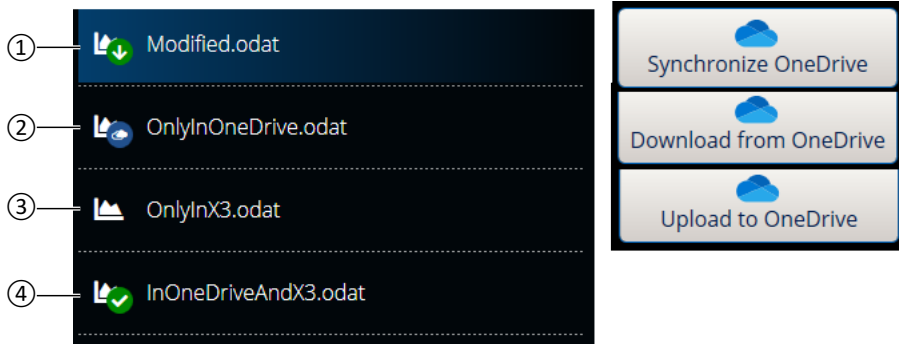 ① Modified.odat
② OnlyInOneDrive.odat
③ OnlyInX3.odat
④ InOneDriveAndX3.odat
Synchronize OneDrive
Download from OneDrive
Upload to OneDrive